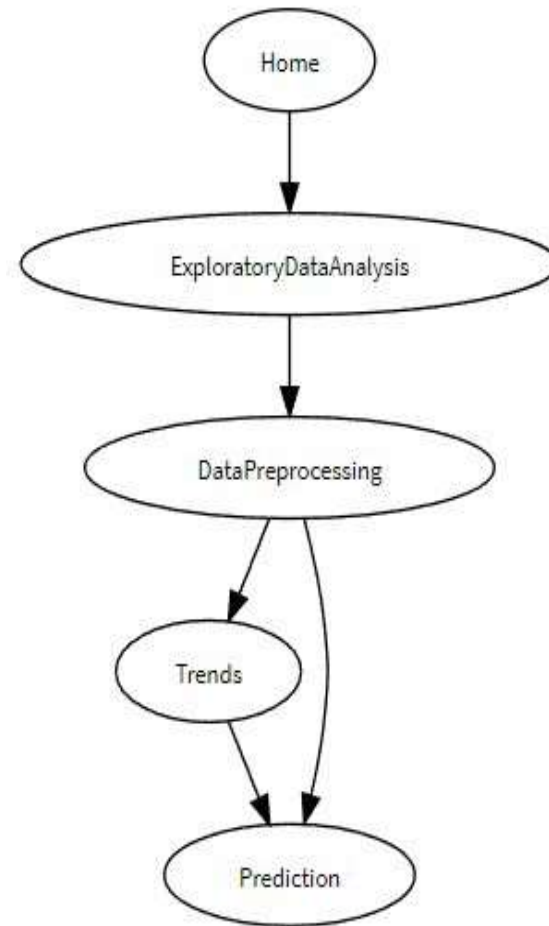 Home
ExploratoryDataAnalysis
DataPreprocessing
Trends
Prediction